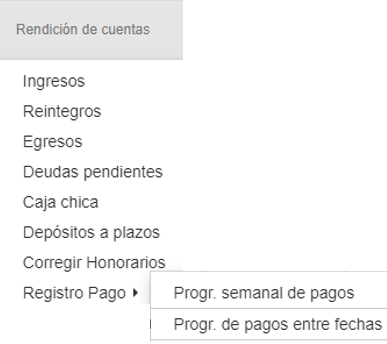 Rendición de cuentas
Ingresos
Reintegros
Egresos
Deudas pendientes
Caja chica
Depósitos a plazos
Corregir Honorarios
Registro Pago
Progr. semanal de pagos
Progr. de pagos entre fechas